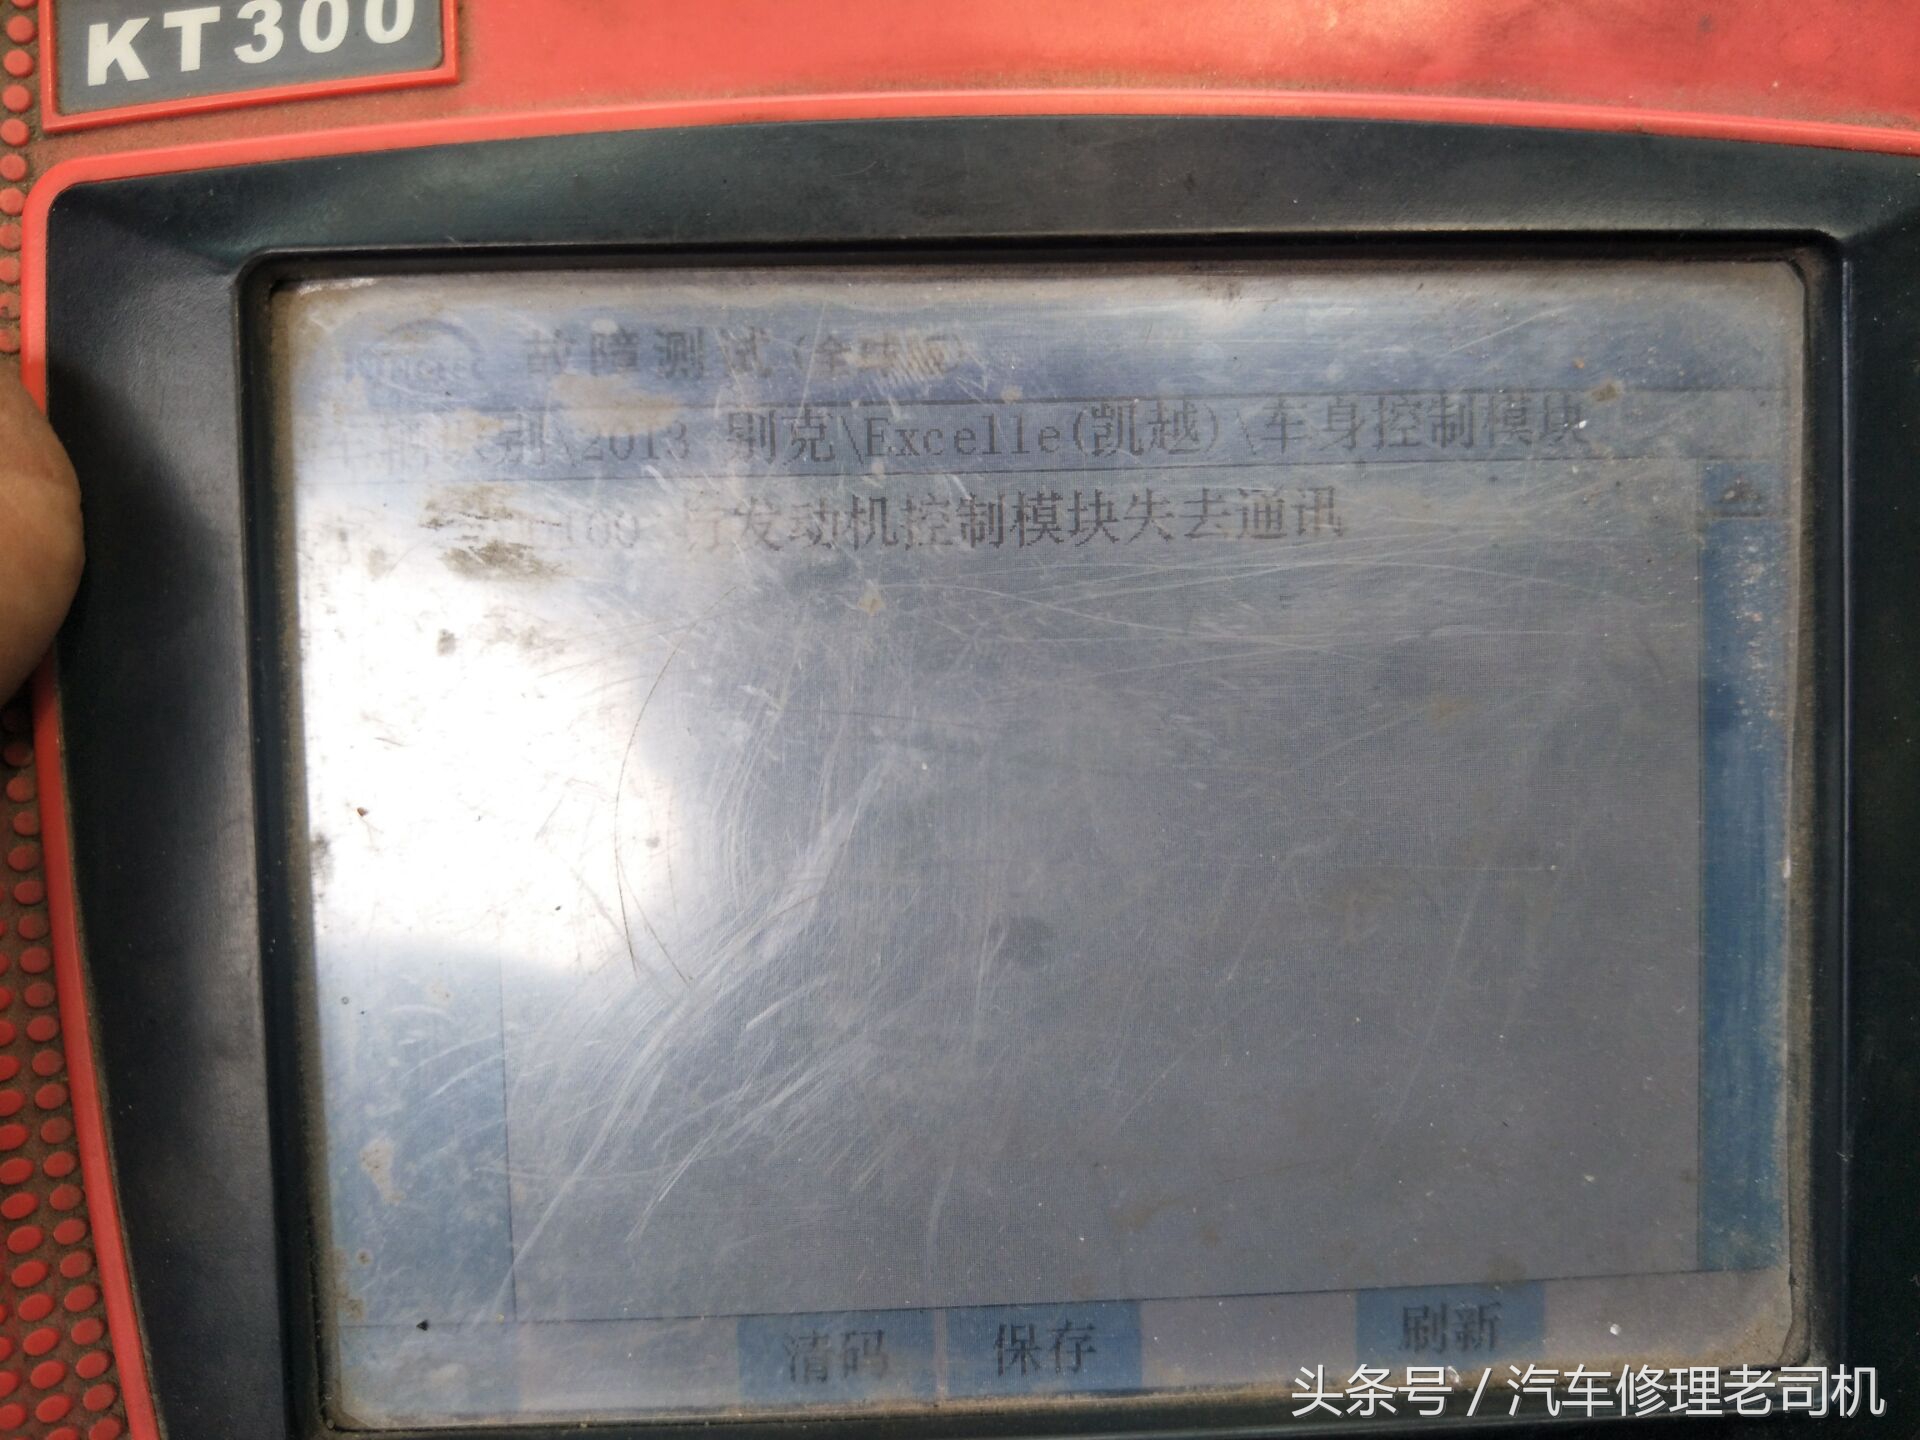 KT300
故障测试
别\2013 别克\Excelle(凯越)\车身控制模块
100 与发动机控制模块失去通讯
清码 保存 刷新
头条号 / 汽车修理老司机